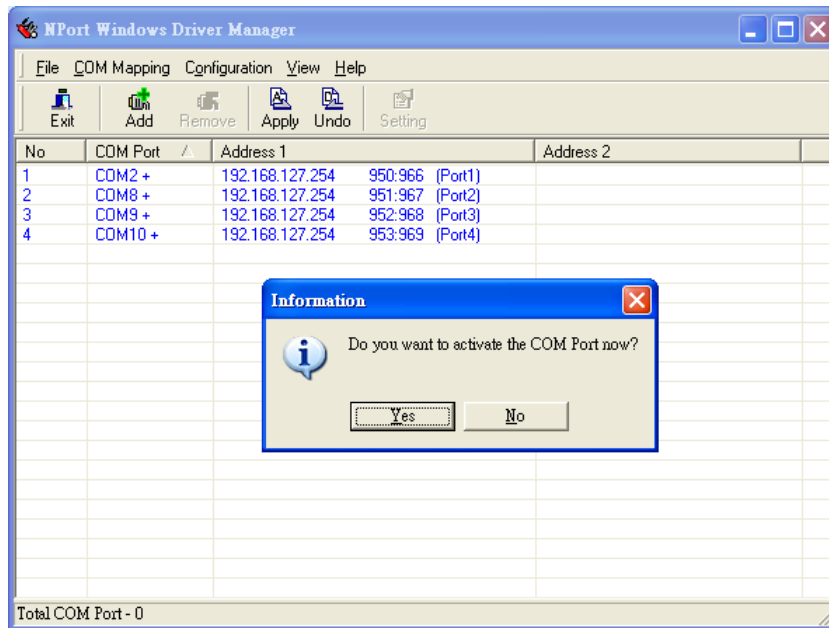 NPort Windows Driver Manager
File COM Mapping Configuration View Help
Exit Add Remove Apply Undo Setting
No COM Port Address 1 Address 2
1 COM2 + 192.168.127.254 950:966 (Port1)
2 COM8 + 192.168.127.254 951:967 (Port2)
3 COM9 + 192.168.127.254 952:968 (Port3)
4 COM10 + 192.168.127.254 953:969 (Port4)
Information
Do you want to activate the COM Port now?
Yes No
Total COM Port - 0